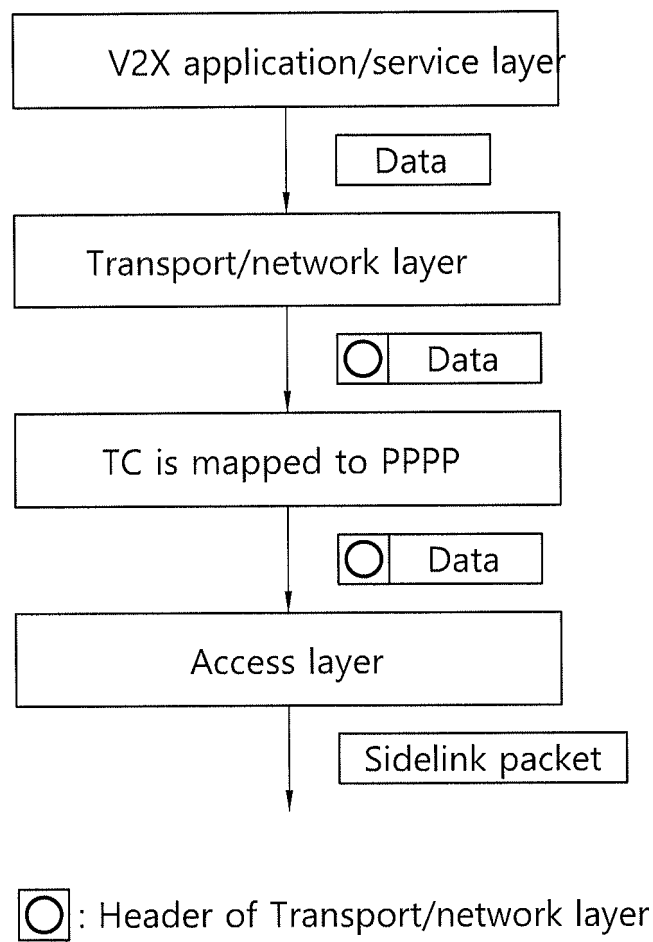 V2X application/service layer
Data
Transport/network layer
Data
TC is mapped to PPPP
Data
Access layer
Sidelink packet
: Header of Transport/network layer